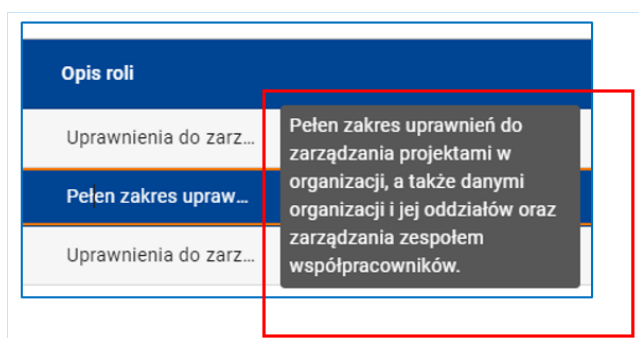 Opis roli
Uprawnienia do zarz...
Pełen zakres upraw...
Uprawnienia do zarz...
Pełen zakres uprawnień do
zarządzania projektami w
organizacji, a także danymi
organizacji i jej oddziałów oraz
zarządzania zespołem
współpracowników.